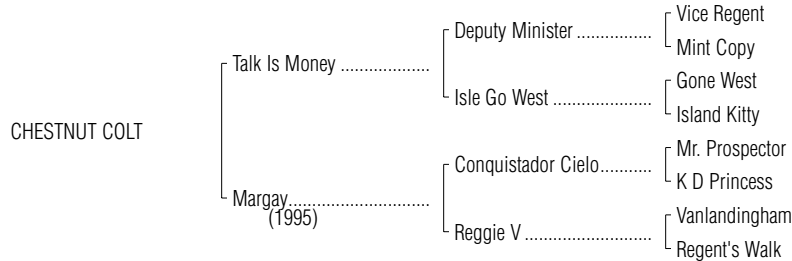 Vice Regent
Deputy Minister ................
Mint Copy
Talk Is Money ...................
Gone West
Isle Go West ....................
Island Kitty
CHESTNUT COLT
Mr. Prospector
Conquistador Cielo...........
K D Princess
Margay..............................
(1995)
Vanlandingham
Reggie V ..........................
Regent's Walk